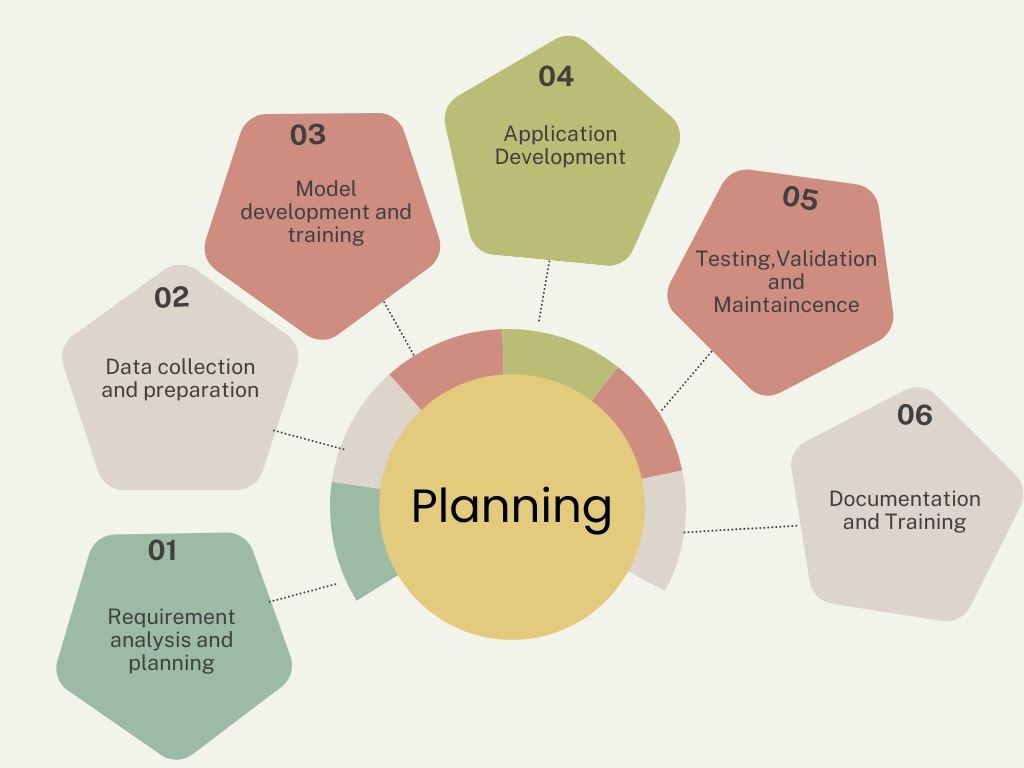 01
Requirement
analysis and
planning
02
Data collection
and preparation
03
Model
development and
training
04
Application
Development
05
Testing,Validation
and
Maintaincence
06
Documentation
and Training
Planning